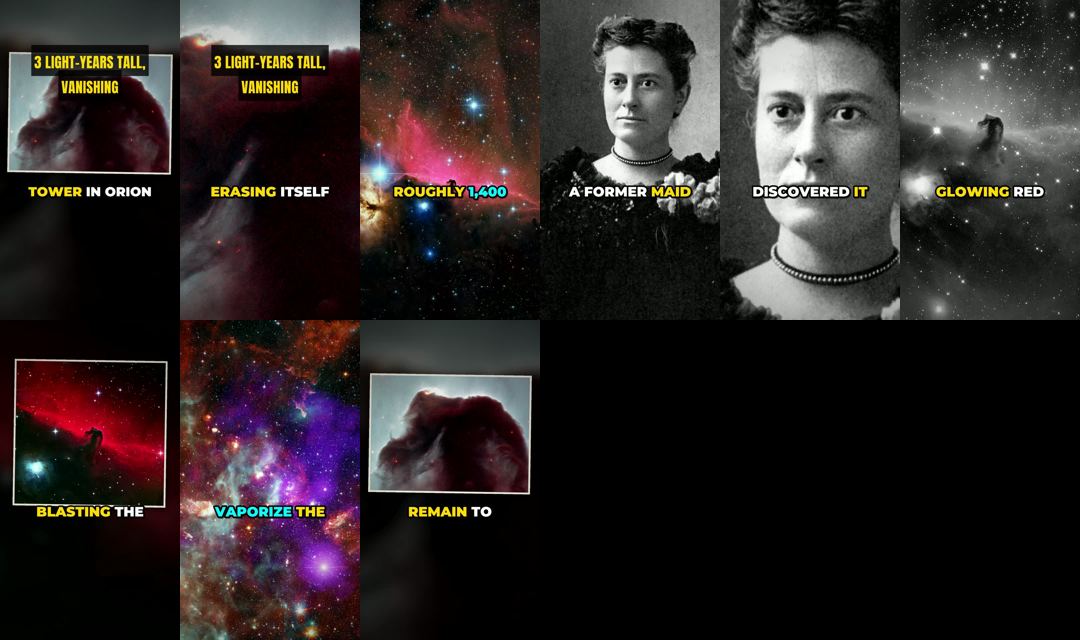 3 LIGHT-YEARS TALL,
VANISHING
TOWER IN ORION
3 LIGHT-YEARS TALL,
VANISHING
ERASING ITSELF
ROUGHLY 1,400
A FORMER MAID
DISCOVERED IT
GLOWING RED
BLASTING THE
VAPORIZE THE
REMAIN TO